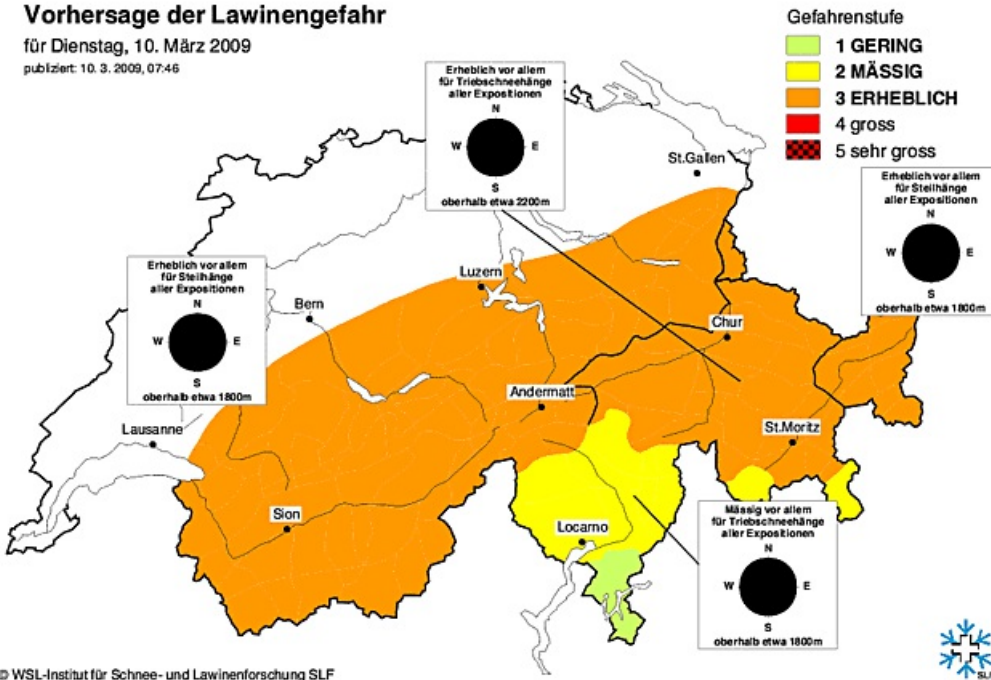 Vorhersage der Lawinengefahr
für Dienstag, 10. März 2009
publiziert: 10. 3. 2009, 07:46
Gefahrenstufe
1 GERING
2 MÄSSIG
3 ERHEBLICH
4 gross
5 sehr gross
Erheblich vor allem
für Triebschneehänge
aller Expositionen
N
W E
S
oberhalb etwa 2200m
St.Gallen
Erheblich vor allem
für Steilhänge
aller Expositionen
N
W E
S
oberhalb etwa 1800m
Erheblich vor allem
für Steilhänge
aller Expositionen
N
W E
S
oberhalb etwa 1800m
Luzern
Bern
Chur
Andermatt
Lausanne
St.Moritz
Sion
Locarno
Mässig vor allem
für Triebschneehänge
aller Expositionen
N
W E
S
oberhalb etwa 1800m
© WSL-Institut für Schnee- und Lawinenforschung SLF
SLF